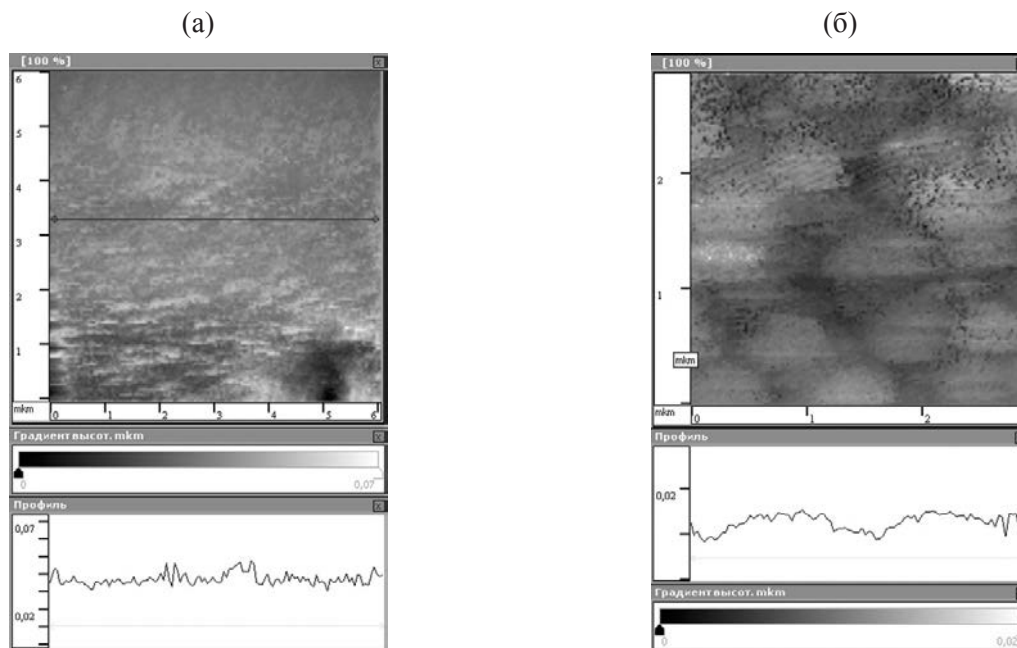 (а)
[100 %]
6
5
4
3
2
1
mkm
0 1 2 3 4 5 6
Градиент высот. mkm
0 0,07
Профиль
0,07
0,02
(б)
[100 %]
2
1
mkm
0 1 2
Профиль
0,02
Градиент высот. mkm
0 0,02